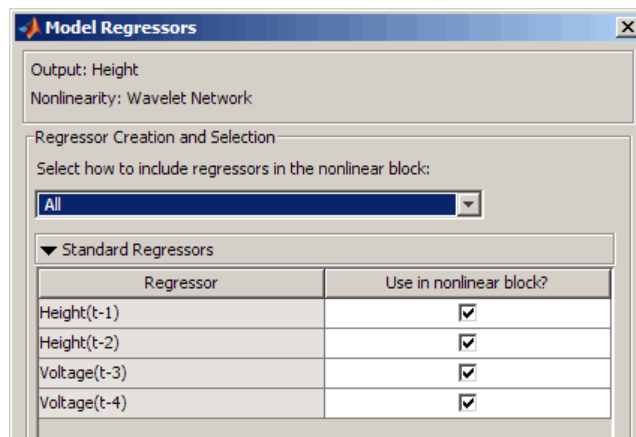 Model Regressors
Output: Height
Nonlinearity: Wavelet Network
Regressor Creation and Selection
Select how to include regressors in the nonlinear block:
All
Standard Regressors
Regressor Use in nonlinear block?
Height(t-1)
Height(t-2)
Voltage(t-3)
Voltage(t-4)